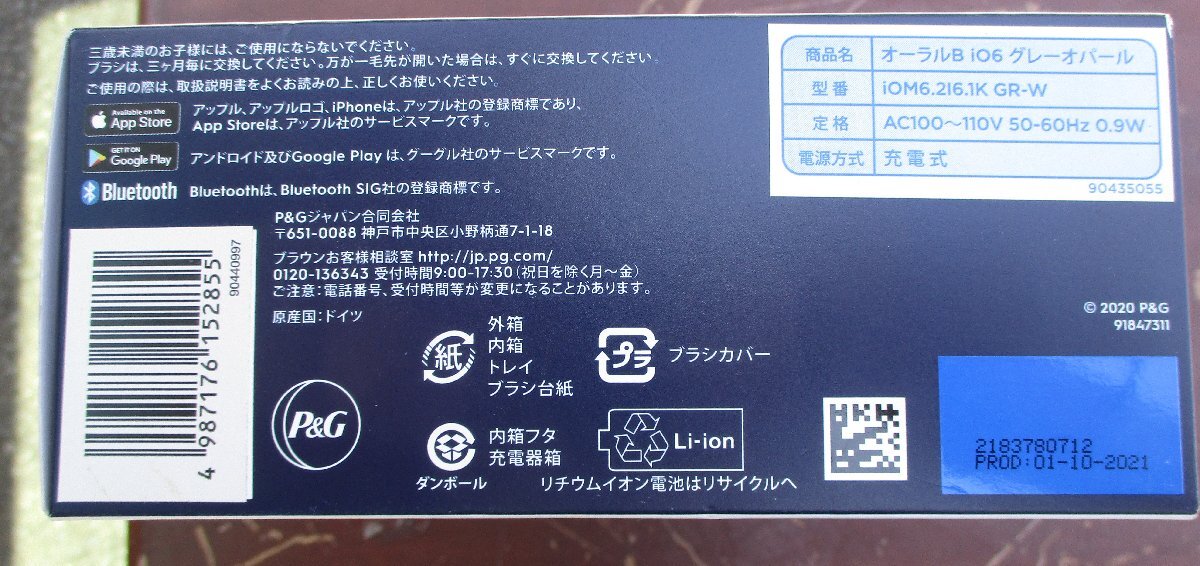 三歳未満のお子様には、ご使用にならないでください。
ブラシは、三ヶ月毎に交換してください。万が一毛先が開いた場合は、すぐに交換してください。
ご使用の際は、取扱説明書をよくお読みの上、正しくお使いください。
Available on the
App Store
アップル、アップルロゴ、iPhoneは、アップル社の登録商標であり、
App Storeは、アップル社のサービスマークです。
GET IT ON
Google Play
アンドロイド及びGoogle Play は、グーグル社のサービスマークです。
Bluetooth
Bluetoothは、Bluetooth SIG社の登録商標です。
商品名 オーラルB iO6 グレーオパール
型番 iOM6.2I6.1K GR-W
定格 AC100～110V 50-60Hz 0.9W
電源方式 充電式
90435055
P&Gジャパン合同会社
〒651-0088 神戸市中央区小野柄通7-1-18
ブラウンお客様相談室 http://jp.pg.com/
0120-136343 受付時間9:00-17:30（祝日を除く月～金）
ご注意：電話番号、受付時間等が変更になることがあります。
原産国：ドイツ
4 987176 152855
90440997
© 2020 P&G
91847311
紙
外箱
内箱
トレイ
ブラシ台紙
プラ
ブラシカバー
P&G
内箱フタ
充電器箱
ダンボール
Li-ion
リチウムイオン電池はリサイクルへ
2183780712
PROD:01-10-2021